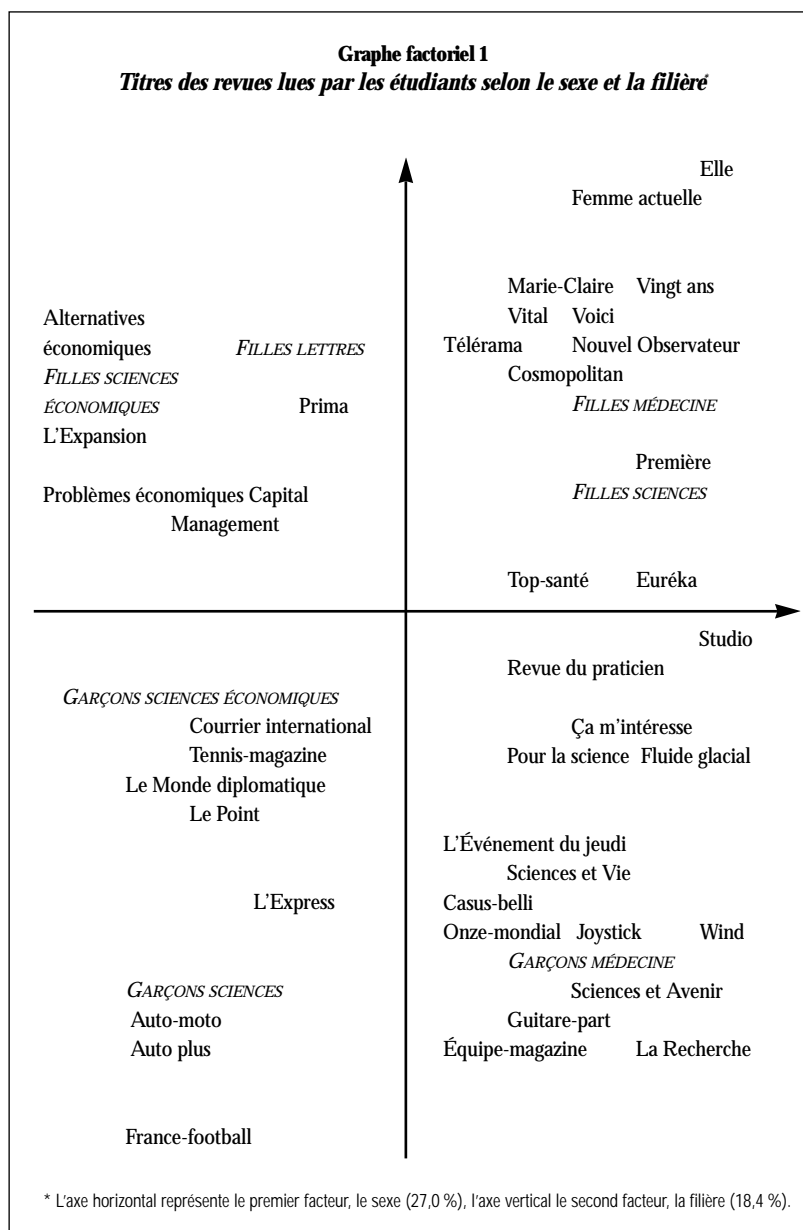 Graphe factoriel 1
Titres des revues lues par les étudiants selon le sexe et la filière*
Elle
Femme actuelle
Marie-Claire Vingt ans
Alternatives Vital Voici
économiques FILLES LETTRES Télérama Nouvel Observateur
FILLES SCIENCES Cosmopolitan
ÉCONOMIQUES Prima FILLES MÉDECINE
L'Expansion
Première
Problèmes économiques Capital FILLES SCIENCES
Management
Top-santé Euréka
Studio
Revue du praticien
GARÇONS SCIENCES ÉCONOMIQUES
Courrier international Ça m'intéresse
Tennis-magazine Pour la science Fluide glacial
Le Monde diplomatique
Le Point
L'Événement du jeudi
Sciences et Vie
L'Express Casus-belli
Onze-mondial Joystick Wind
GARÇONS MÉDECINE
GARÇONS SCIENCES Sciences et Avenir
Auto-moto Guitare-part
Auto plus Équipe-magazine La Recherche
France-football
* L'axe horizontal représente le premier facteur, le sexe (27,0 %), l'axe vertical le second facteur, la filière (18,4 %).